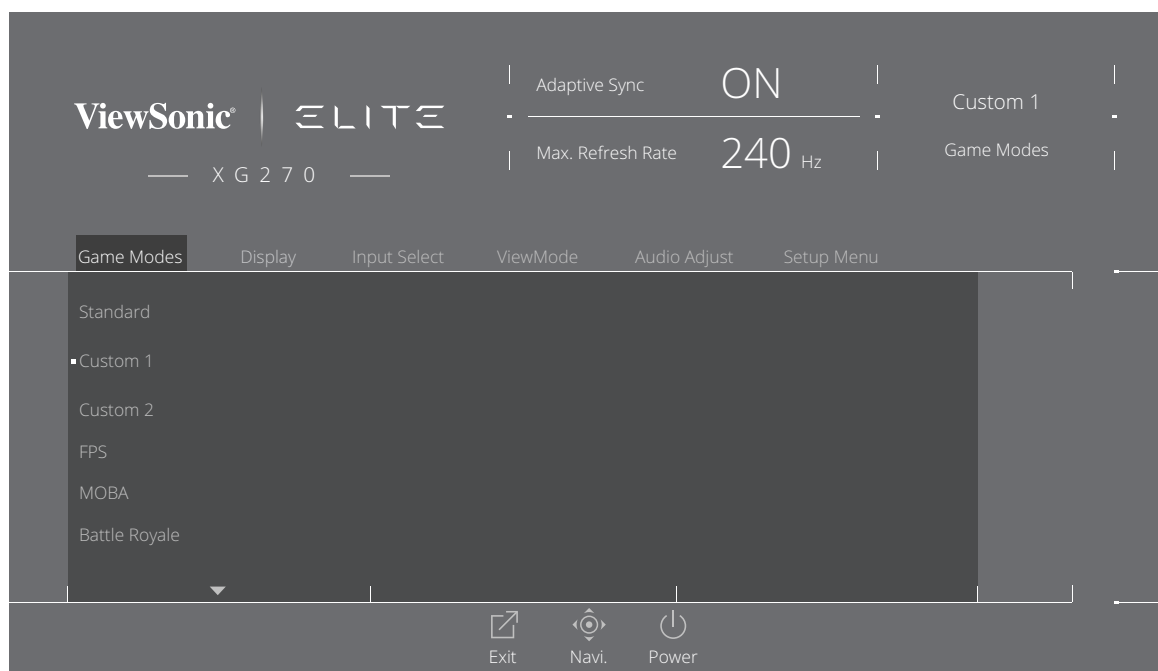 ViewSonic® | ELITE
XG270
Adaptive Sync ON
Max. Refresh Rate 240 Hz
Custom 1
Game Modes
Game Modes Display Input Select ViewMode Audio Adjust Setup Menu
Standard
Custom 1
Custom 2
FPS
MOBA
Battle Royale
Exit Navi. Power